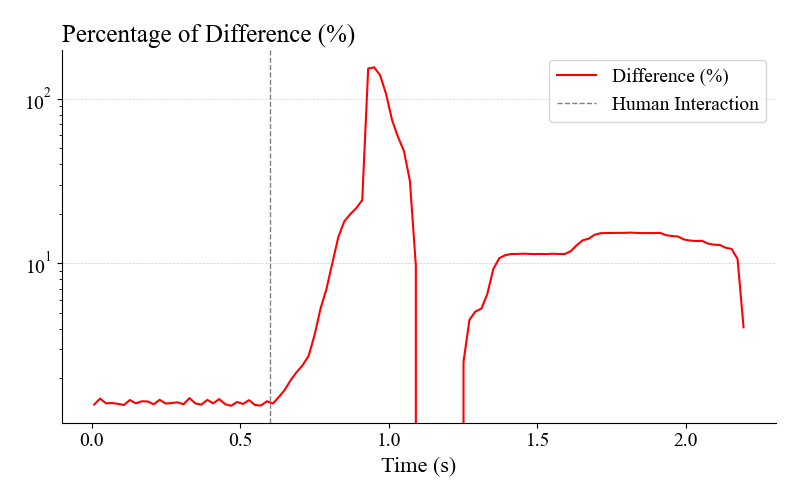 Percentage of Difference (%)
Difference (%)
Human Interaction
10²
10¹
0.0 0.5 1.0 1.5 2.0
Time (s)